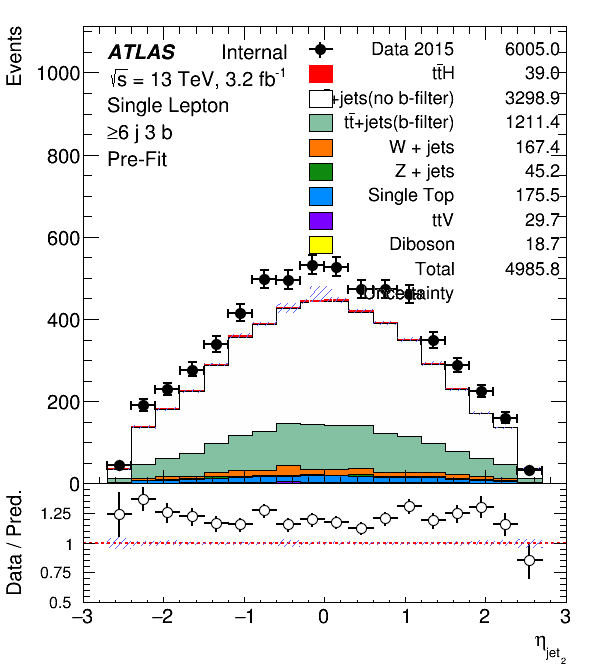 Events
ATLAS Internal
√s = 13 TeV, 3.2 fb⁻¹
Single Lepton
≥6 j 3 b
Pre-Fit
Data 2015 6005.0
tt̄H 39.0
+jets(no b-filter) 3298.9
tt̄+jets(b-filter) 1211.4
W + jets 167.4
Z + jets 45.2
Single Top 175.5
ttV 29.7
Diboson 18.7
Total 4985.8
Uncertainty
1000
800
600
400
200
0
Data / Pred.
1.25
1
0.75
0.5
−3 −2 −1 0 1 2 3
η_jet_2